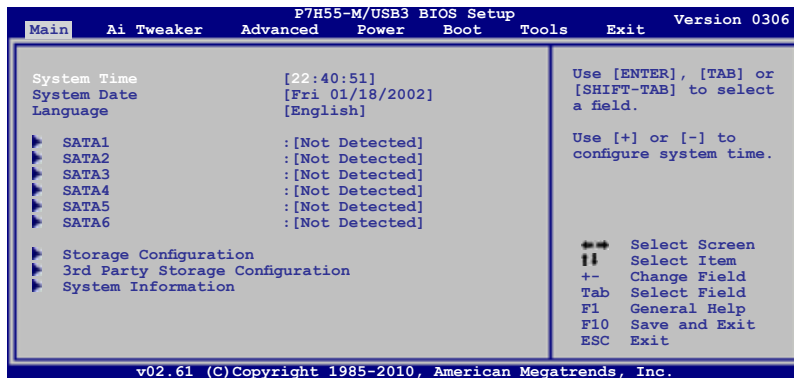 P7H55-M/USB3 BIOS Setup Version 0306
Main Ai Tweaker Advanced Power Boot Tools Exit
System Time [22:40:51]
System Date [Fri 01/18/2002]
Language [English]
SATA1 :[Not Detected]
SATA2 :[Not Detected]
SATA3 :[Not Detected]
SATA4 :[Not Detected]
SATA5 :[Not Detected]
SATA6 :[Not Detected]
Storage Configuration
3rd Party Storage Configuration
System Information
Use [ENTER], [TAB] or
[SHIFT-TAB] to select
a field.
Use [+] or [-] to
configure system time.
←→ Select Screen
↑↓ Select Item
+- Change Field
Tab Select Field
F1 General Help
F10 Save and Exit
ESC Exit
v02.61 (C)Copyright 1985-2010, American Megatrends, Inc.